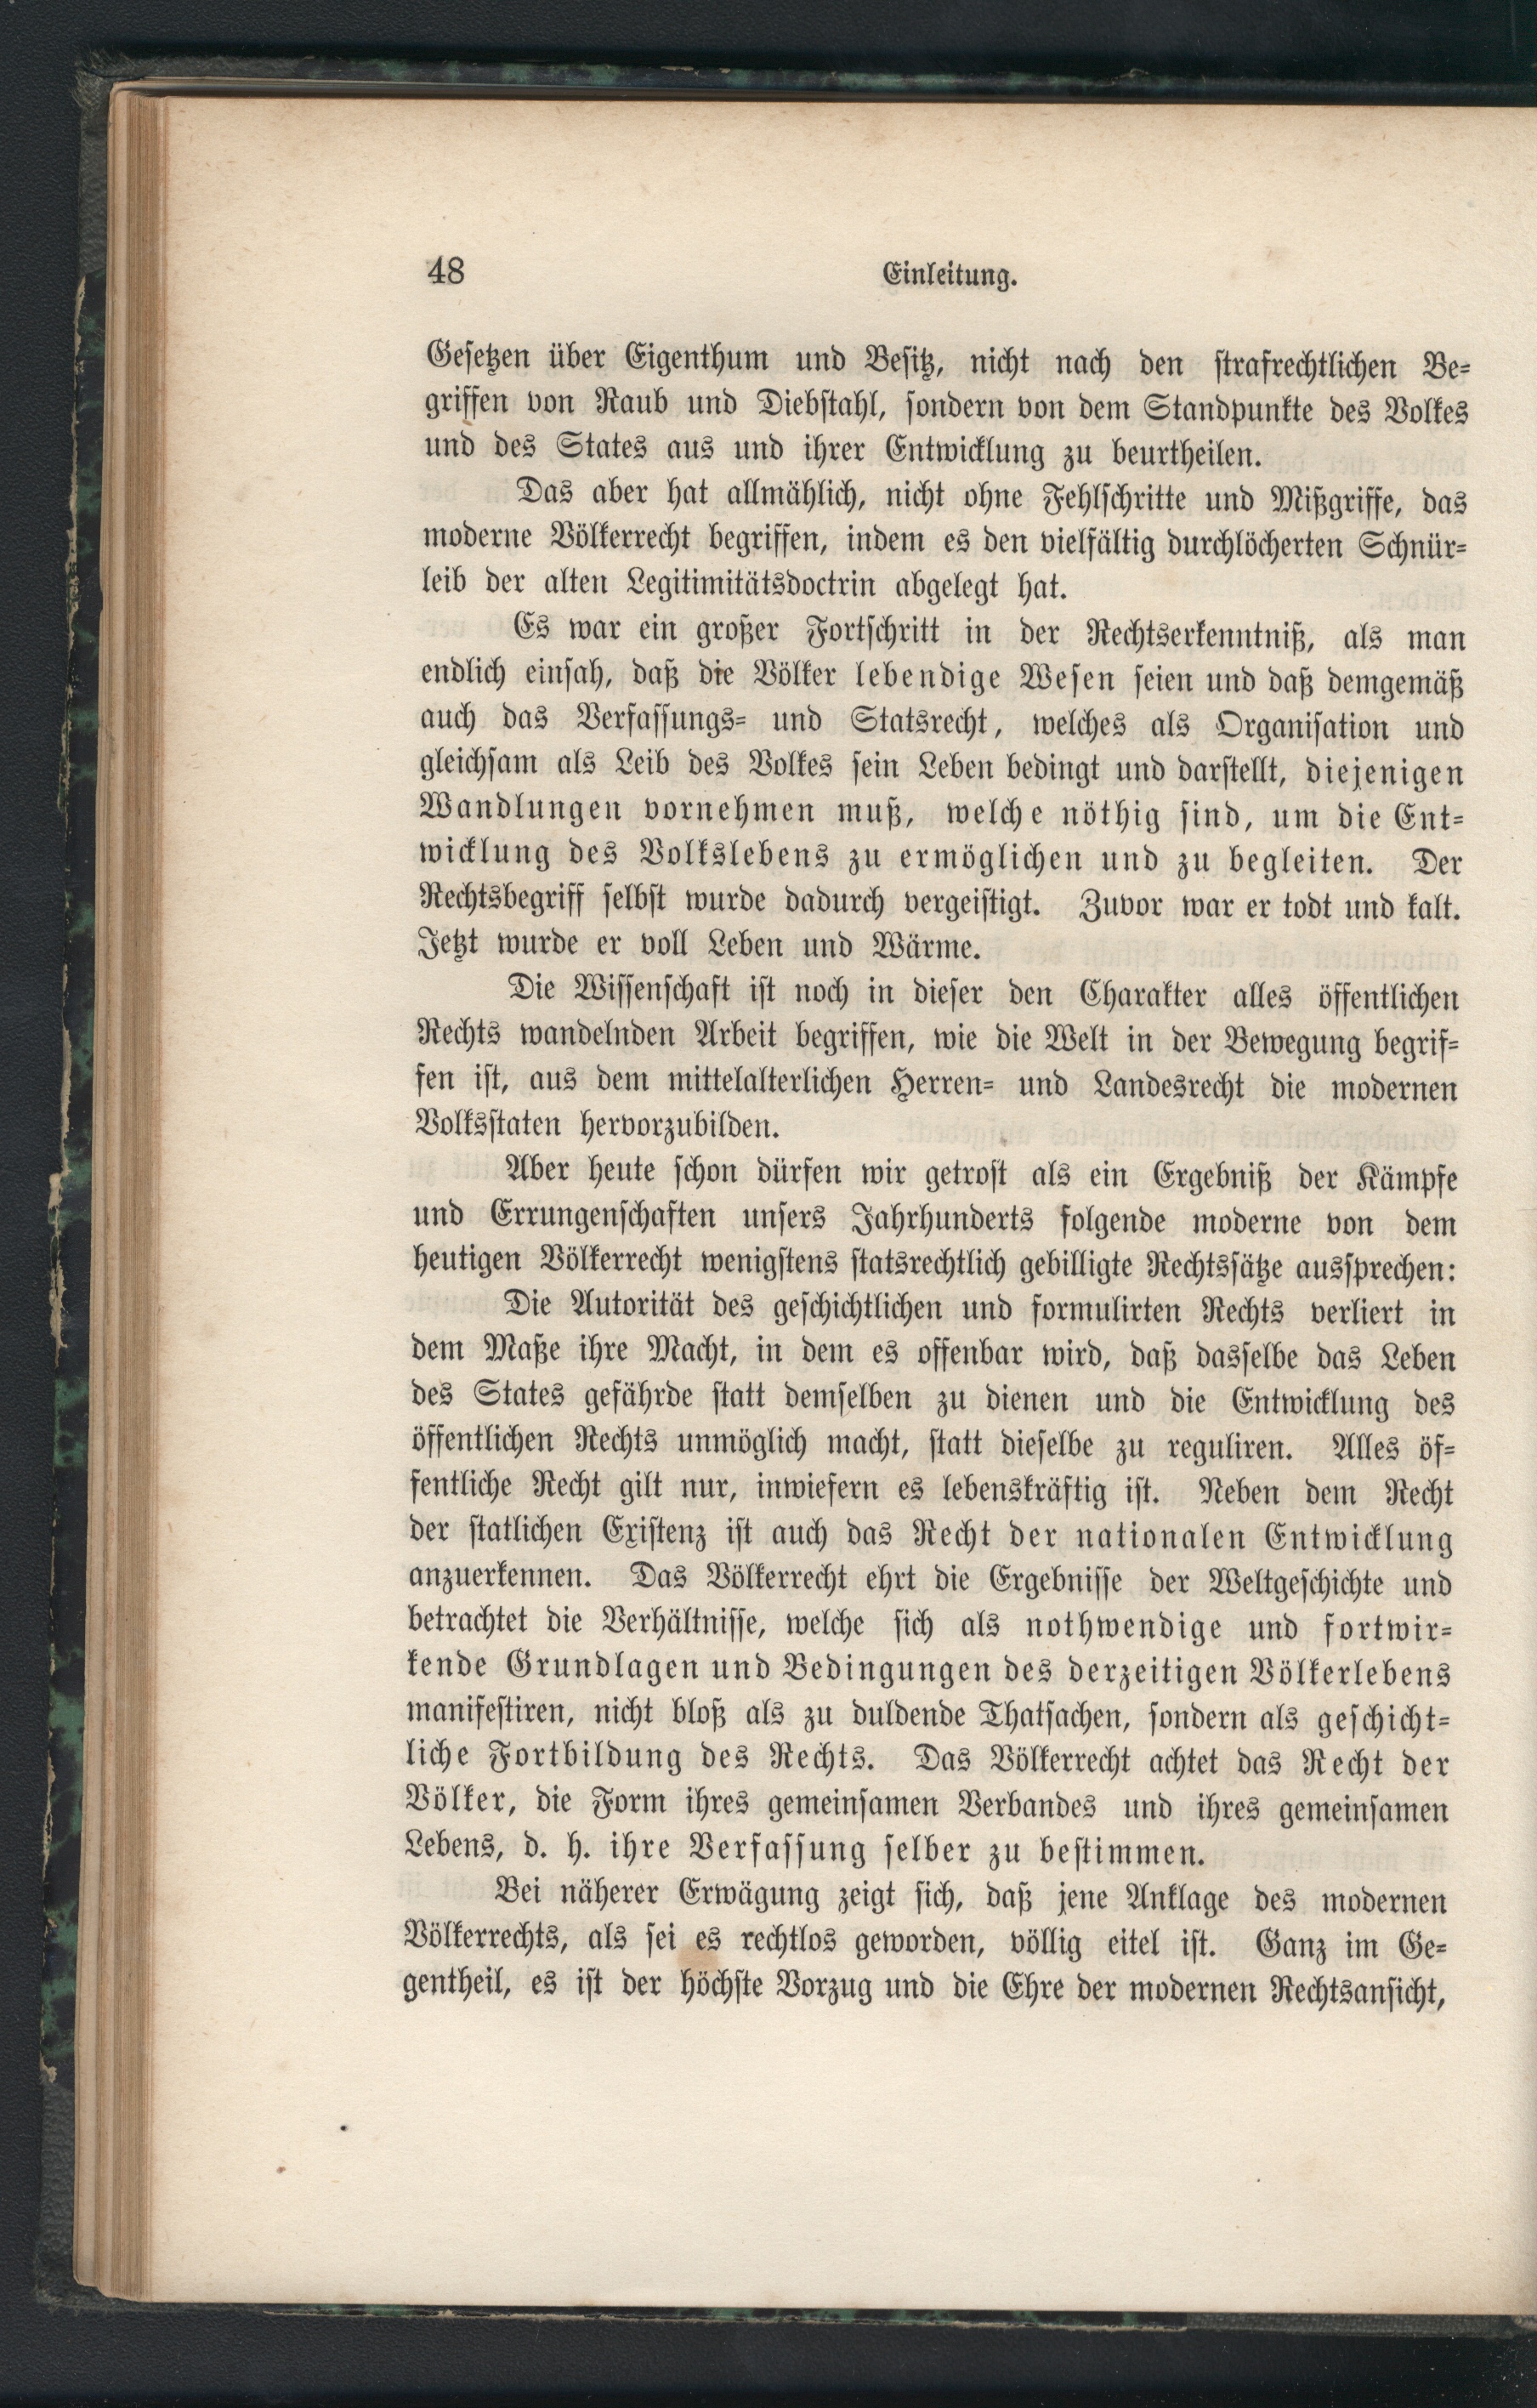 48 Einleitung.
Gesetzen über Eigenthum und Besitz, nicht nach den strafrechtlichen Be-
griffen von Raub und Diebstahl, sondern von dem Standpunkte des Volkes
und des States aus und ihrer Entwicklung zu beurtheilen.
Das aber hat allmählich, nicht ohne Fehlschritte und Mißgriffe, das
moderne Völkerrecht begriffen, indem es den vielfältig durchlöcherten Schnür-
leib der alten Legitimitätsdoctrin abgelegt hat.
Es war ein großer Fortschritt in der Rechtserkenntniß, als man
endlich einsah, daß die Völker lebendige Wesen seien und daß demgemäß
auch das Verfassungs- und Statsrecht, welches als Organisation und
gleichsam als Leib des Volkes sein Leben bedingt und darstellt, diejenigen
Wandlungen vornehmen muß, welche nöthig sind, um die Ent-
wicklung des Volkslebens zu ermöglichen und zu begleiten. Der
Rechtsbegriff selbst wurde dadurch vergeistigt. Zuvor war er todt und kalt.
Jetzt wurde er voll Leben und Wärme.
Die Wissenschaft ist noch in dieser den Charakter alles öffentlichen
Rechts wandelnden Arbeit begriffen, wie die Welt in der Bewegung begrif-
fen ist, aus dem mittelalterlichen Herren- und Landesrecht die modernen
Volksstaten hervorzubilden.
Aber heute schon dürfen wir getrost als ein Ergebniß der Kämpfe
und Errungenschaften unsers Jahrhunderts folgende moderne von dem
heutigen Völkerrecht wenigstens statsrechtlich gebilligte Rechtssätze aussprechen:
Die Autorität des geschichtlichen und formulirten Rechts verliert in
dem Maße ihre Macht, in dem es offenbar wird, daß dasselbe das Leben
des States gefährde statt demselben zu dienen und die Entwicklung des
öffentlichen Rechts unmöglich macht, statt dieselbe zu reguliren. Alles öf-
fentliche Recht gilt nur, inwiefern es lebenskräftig ist. Neben dem Recht
der statlichen Existenz ist auch das Recht der nationalen Entwicklung
anzuerkennen. Das Völkerrecht ehrt die Ergebnisse der Weltgeschichte und
betrachtet die Verhältnisse, welche sich als nothwendige und fortwir-
kende Grundlagen und Bedingungen des derzeitigen Völkerlebens
manifestiren, nicht bloß als zu duldende Thatsachen, sondern als geschicht-
liche Fortbildung des Rechts. Das Völkerrecht achtet das Recht der
Völker, die Form ihres gemeinsamen Verbandes und ihres gemeinsamen
Lebens, d. h. ihre Verfassung selber zu bestimmen.
Bei näherer Erwägung zeigt sich, daß jene Anklage des modernen
Völkerrechts, als sei es rechtlos geworden, völlig eitel ist. Ganz im Ge-
gentheil, es ist der höchste Vorzug und die Ehre der modernen Rechtsansicht,